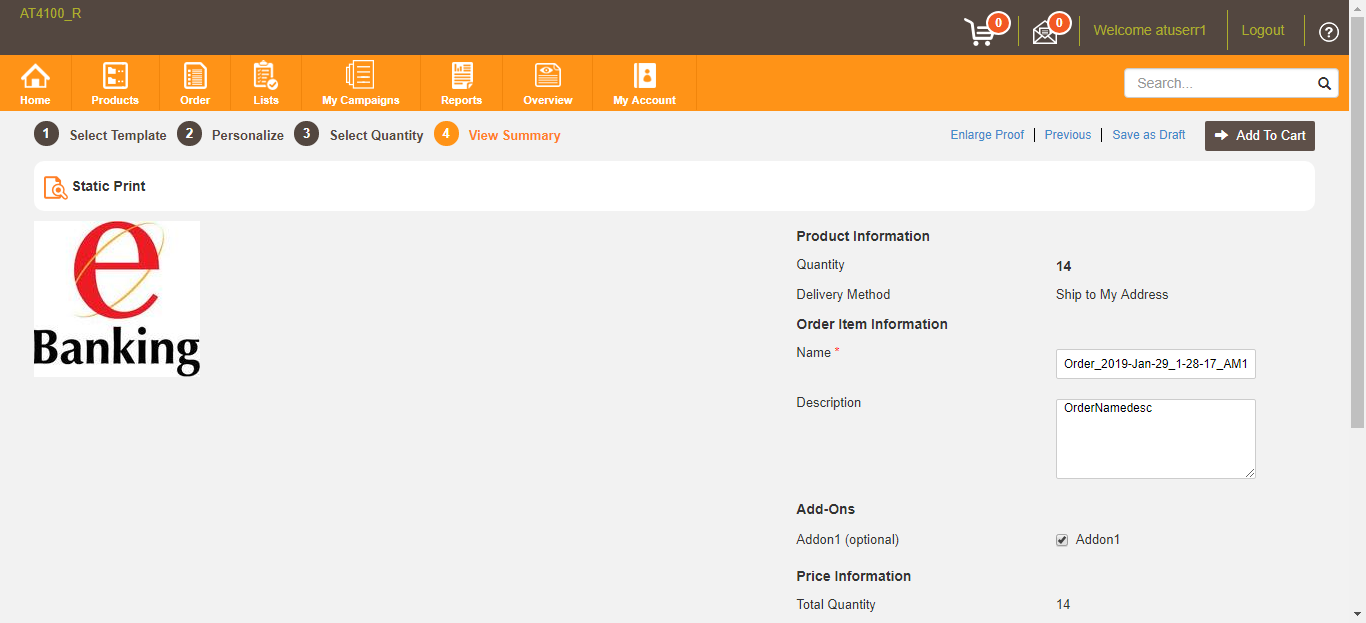 AT4100_R
0
0
Welcome atuserr1
Logout
?
Home
Products
Order
Lists
My Campaigns
Reports
Overview
My Account
Search...
1 Select Template
2 Personalize
3 Select Quantity
4 View Summary
Enlarge Proof
Previous
Save as Draft
Add To Cart
Static Print
e
Banking
Product Information
Quantity 14
Delivery Method Ship to My Address
Order Item Information
Name * Order_2019-Jan-29_1-28-17_AM1
Description OrderNamedesc
Add-Ons
Addon1 (optional) Addon1
Price Information
Total Quantity 14